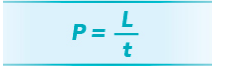 P = L/t